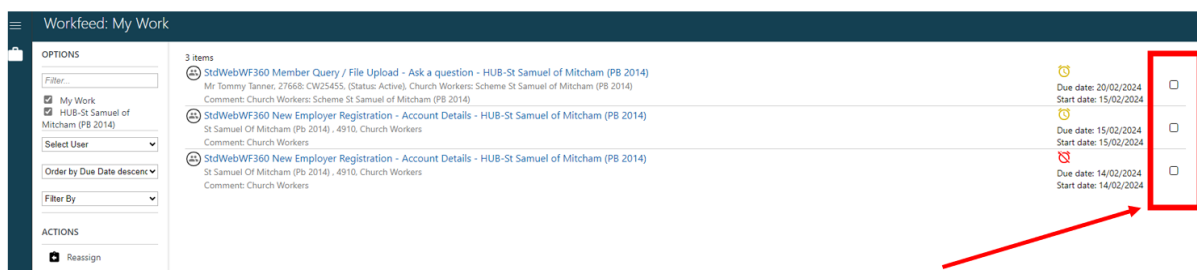 Workfeed: My Work
OPTIONS
Filter...
My Work
HUB-St Samuel of
Mitcham (PB 2014)
Select User
Order by Due Date descenc
Filter By
ACTIONS
Reassign
3 items
StdWebWF360 Member Query / File Upload - Ask a question - HUB-St Samuel of Mitcham (PB 2014)
Mr Tommy Tanner, 27668: CW25455, (Status: Active), Church Workers: Scheme St Samuel of Mitcham (PB 2014)
Comment: Church Workers: Scheme St Samuel of Mitcham (PB 2014)
Due date: 20/02/2024
Start date: 15/02/2024
StdWebWF360 New Employer Registration - Account Details - HUB-St Samuel of Mitcham (PB 2014)
St Samuel Of Mitcham (Pb 2014) , 4910, Church Workers
Comment: Church Workers
Due date: 15/02/2024
Start date: 15/02/2024
StdWebWF360 New Employer Registration - Account Details - HUB-St Samuel of Mitcham (PB 2014)
St Samuel Of Mitcham (Pb 2014) , 4910, Church Workers
Comment: Church Workers
Due date: 14/02/2024
Start date: 14/02/2024